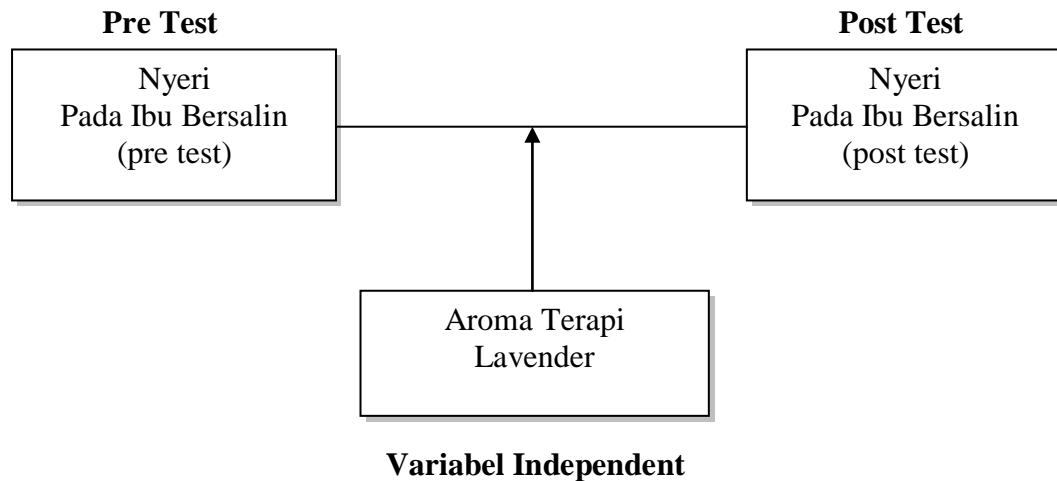 Pre Test
Post Test
Nyeri
Pada Ibu Bersalin
(pre test)
Nyeri
Pada Ibu Bersalin
(post test)
Aroma Terapi
Lavender
Variabel Independent